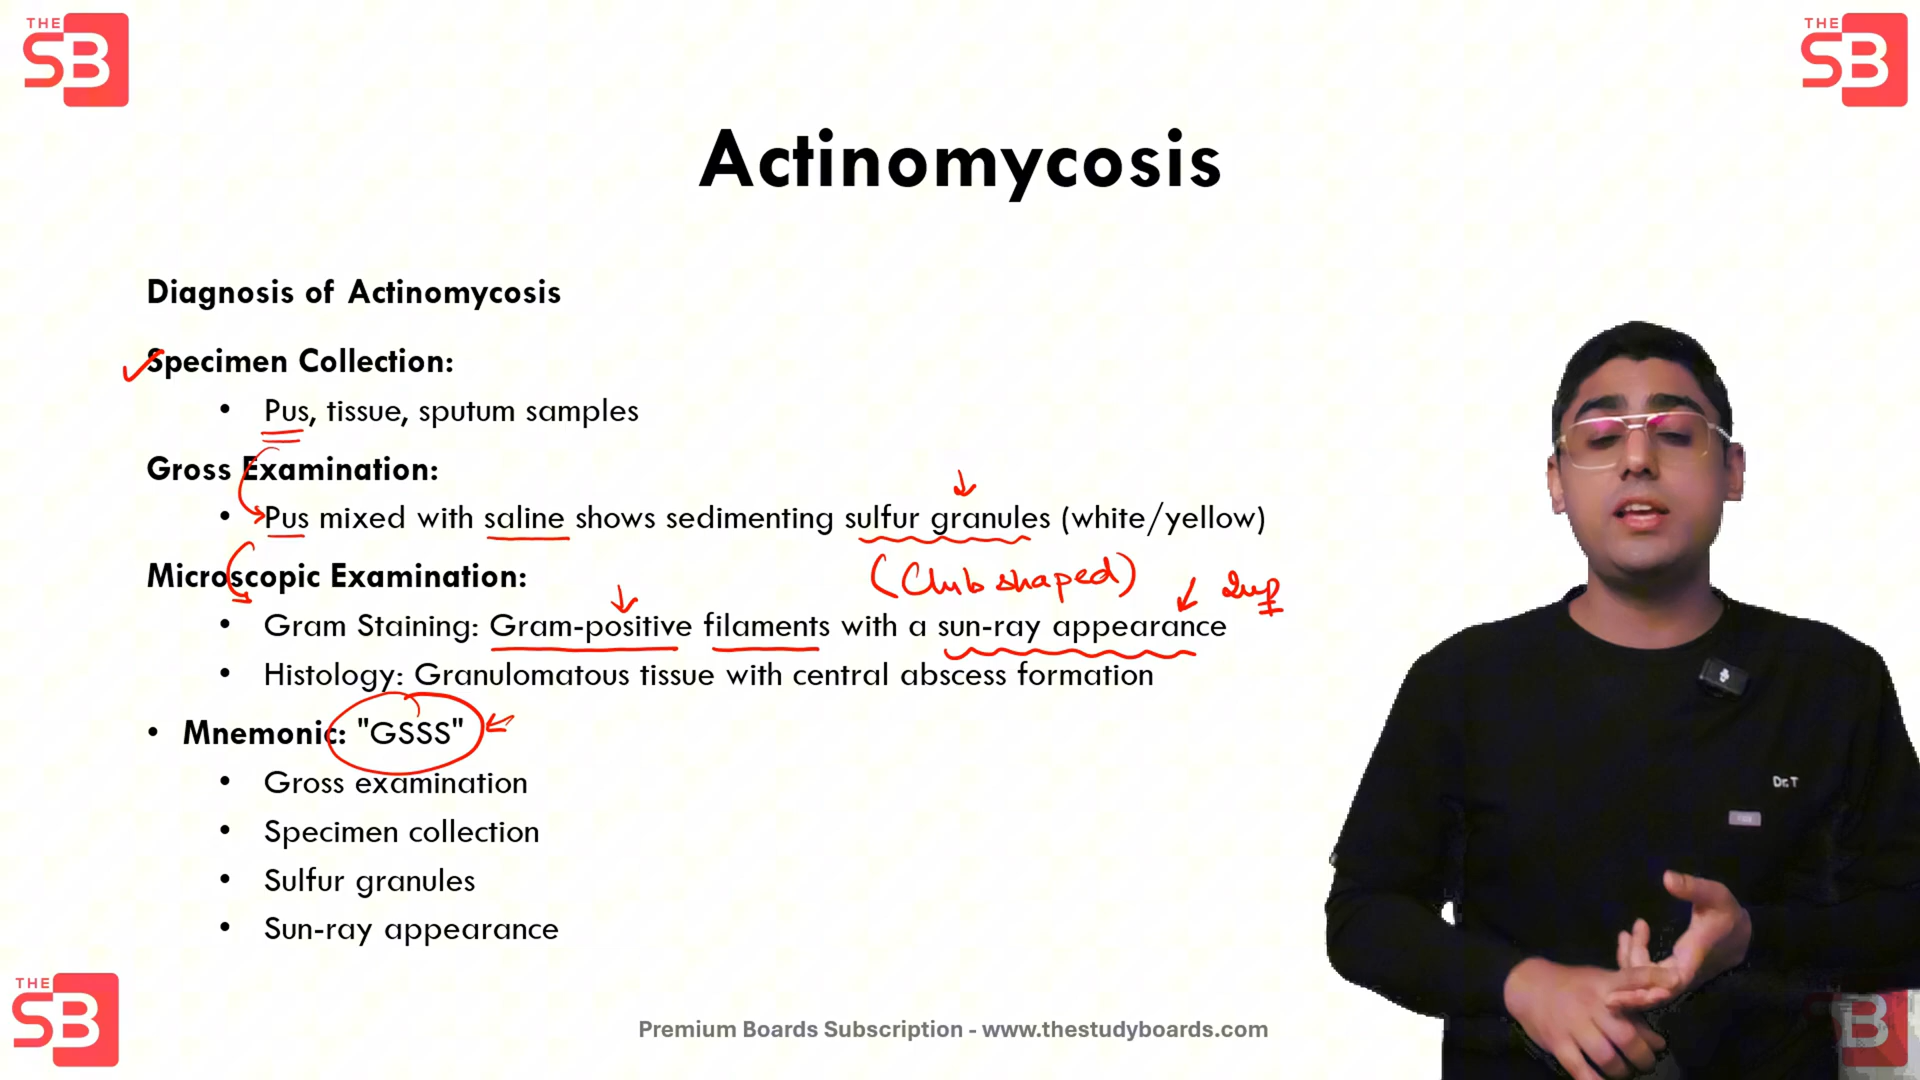 THE
SB
THE
SB
Actinomycosis
Diagnosis of Actinomycosis
Specimen Collection:
• Pus, tissue, sputum samples
Gross Examination:
• Pus mixed with saline shows sedimenting sulfur granules (white/yellow)
(Club shaped)
Microscopic Examination:
Imp
• Gram Staining: Gram-positive filaments with a sun-ray appearance
• Histology: Granulomatous tissue with central abscess formation
• Mnemonic: "GSSS"
• Gross examination
• Specimen collection
• Sulfur granules
• Sun-ray appearance
Dr.T
THE
SB
Premium Boards Subscription - www.thestudyboards.com
B